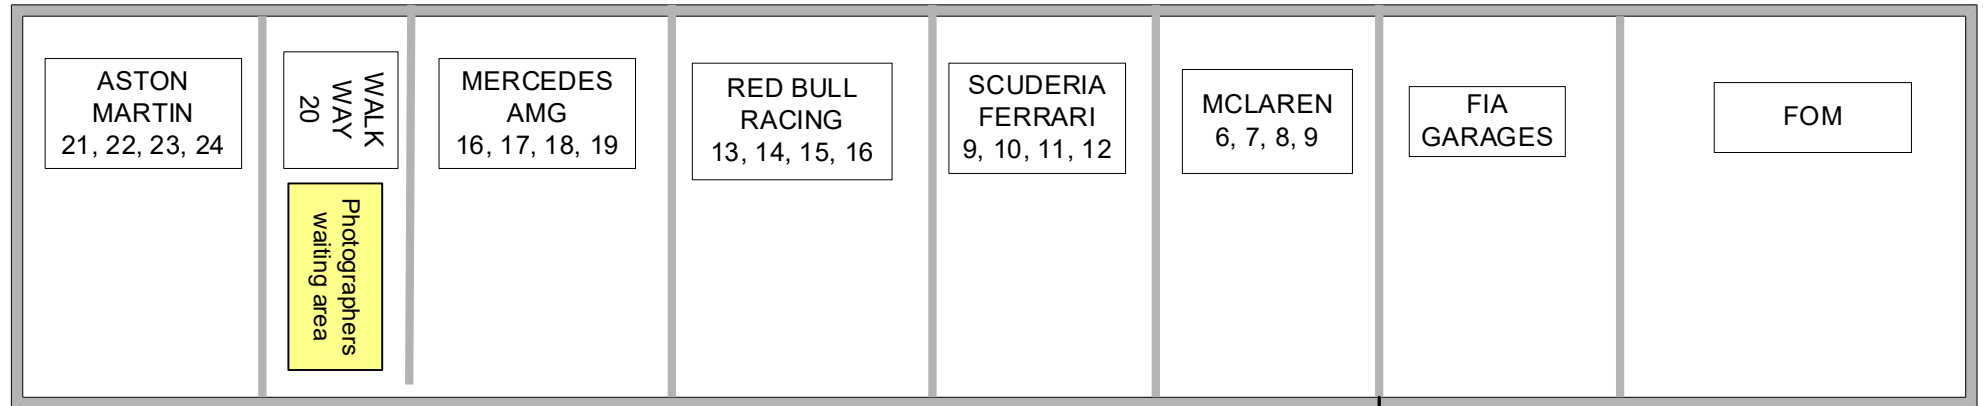 ASTON
MARTIN
21, 22, 23, 24
WALK
WAY
20
Photographers
waiting area
MERCEDES
AMG
16, 17, 18, 19
RED BULL
RACING
13, 14, 15, 16
SCUDERIA
FERRARI
9, 10, 11, 12
MCLAREN
6, 7, 8, 9
FIA
GARAGES
FOM